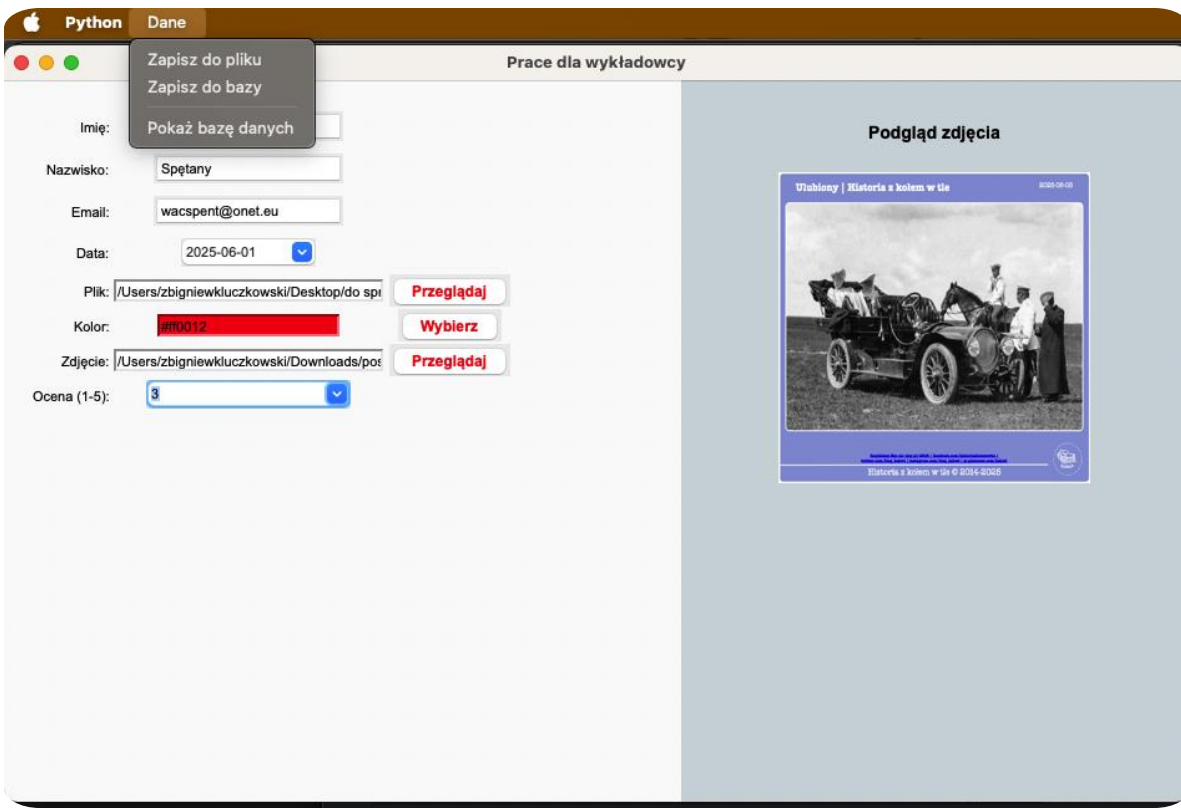 Python Dane
Zapisz do pliku
Zapisz do bazy
Pokaż bazę danych
Prace dla wykładowcy
Imię:
Nazwisko: Spętany
Email: wacspent@onet.eu
Data: 2025-06-01
Plik: /Users/zbigniewkluczkowski/Desktop/do spr Przeglądaj
Kolor: #ff0012 Wybierz
Zdjęcie: /Users/zbigniewkluczkowski/Downloads/pos Przeglądaj
Ocena (1-5): 3
Podgląd zdjęcia
Ulubiony | Historia z kołem w tle
Historia z kołem w tle © 2014-2025